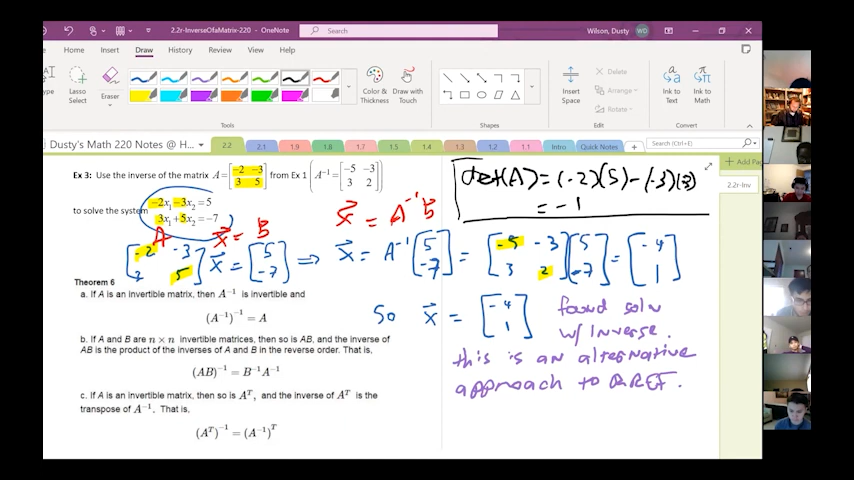 2.2r-InverseOfaMatrix-220 - OneNote
Search
Wilson, Dusty
WD
Home Insert Draw History Review View Help
Type
Lasso Select
Eraser
Color & Thickness
Draw with Touch
Insert Space
Delete
Arrange
Rotate
Ink to Text
Ink to Math
Tools
Shapes
Edit
Convert
Dusty's Math 220 Notes @ H...
2.2 2.1 1.9 1.8 1.7 1.5 1.4 1.3 1.2 1.1 Intro Quick Notes +
Search (Ctrl+E)
Add Pag
2.2r-Inv
Ex 3: Use the inverse of the matrix A = [-2 -3; 3 5] from Ex 1 (A⁻¹ = [-5 -3; 3 2])
to solve the system
-2x₁ - 3x₂ = 5
3x₁ + 5x₂ = -7
A x⃗ = B
x⃗ = A⁻¹ b⃗
det(A) = (-2)(5) - (-3)(3)
= -1
[-2 -3; 3 5] x⃗ = [5; -7] ⇒ x⃗ = A⁻¹ [5; -7] = [-5 -3; 3 2] [5; -7] = [-4; 1]
So x⃗ = [-4; 1]
found soln
w/ Inverse.
this is an alternative
approach to RREF.
Theorem 6
a. If A is an invertible matrix, then A⁻¹ is invertible and
(A⁻¹)⁻¹ = A
b. If A and B are n × n invertible matrices, then so is AB, and the inverse of
AB is the product of the inverses of A and B in the reverse order. That is,
(AB)⁻¹ = B⁻¹A⁻¹
c. If A is an invertible matrix, then so is Aᵀ, and the inverse of Aᵀ is the
transpose of A⁻¹. That is,
(Aᵀ)⁻¹ = (A⁻¹)ᵀ